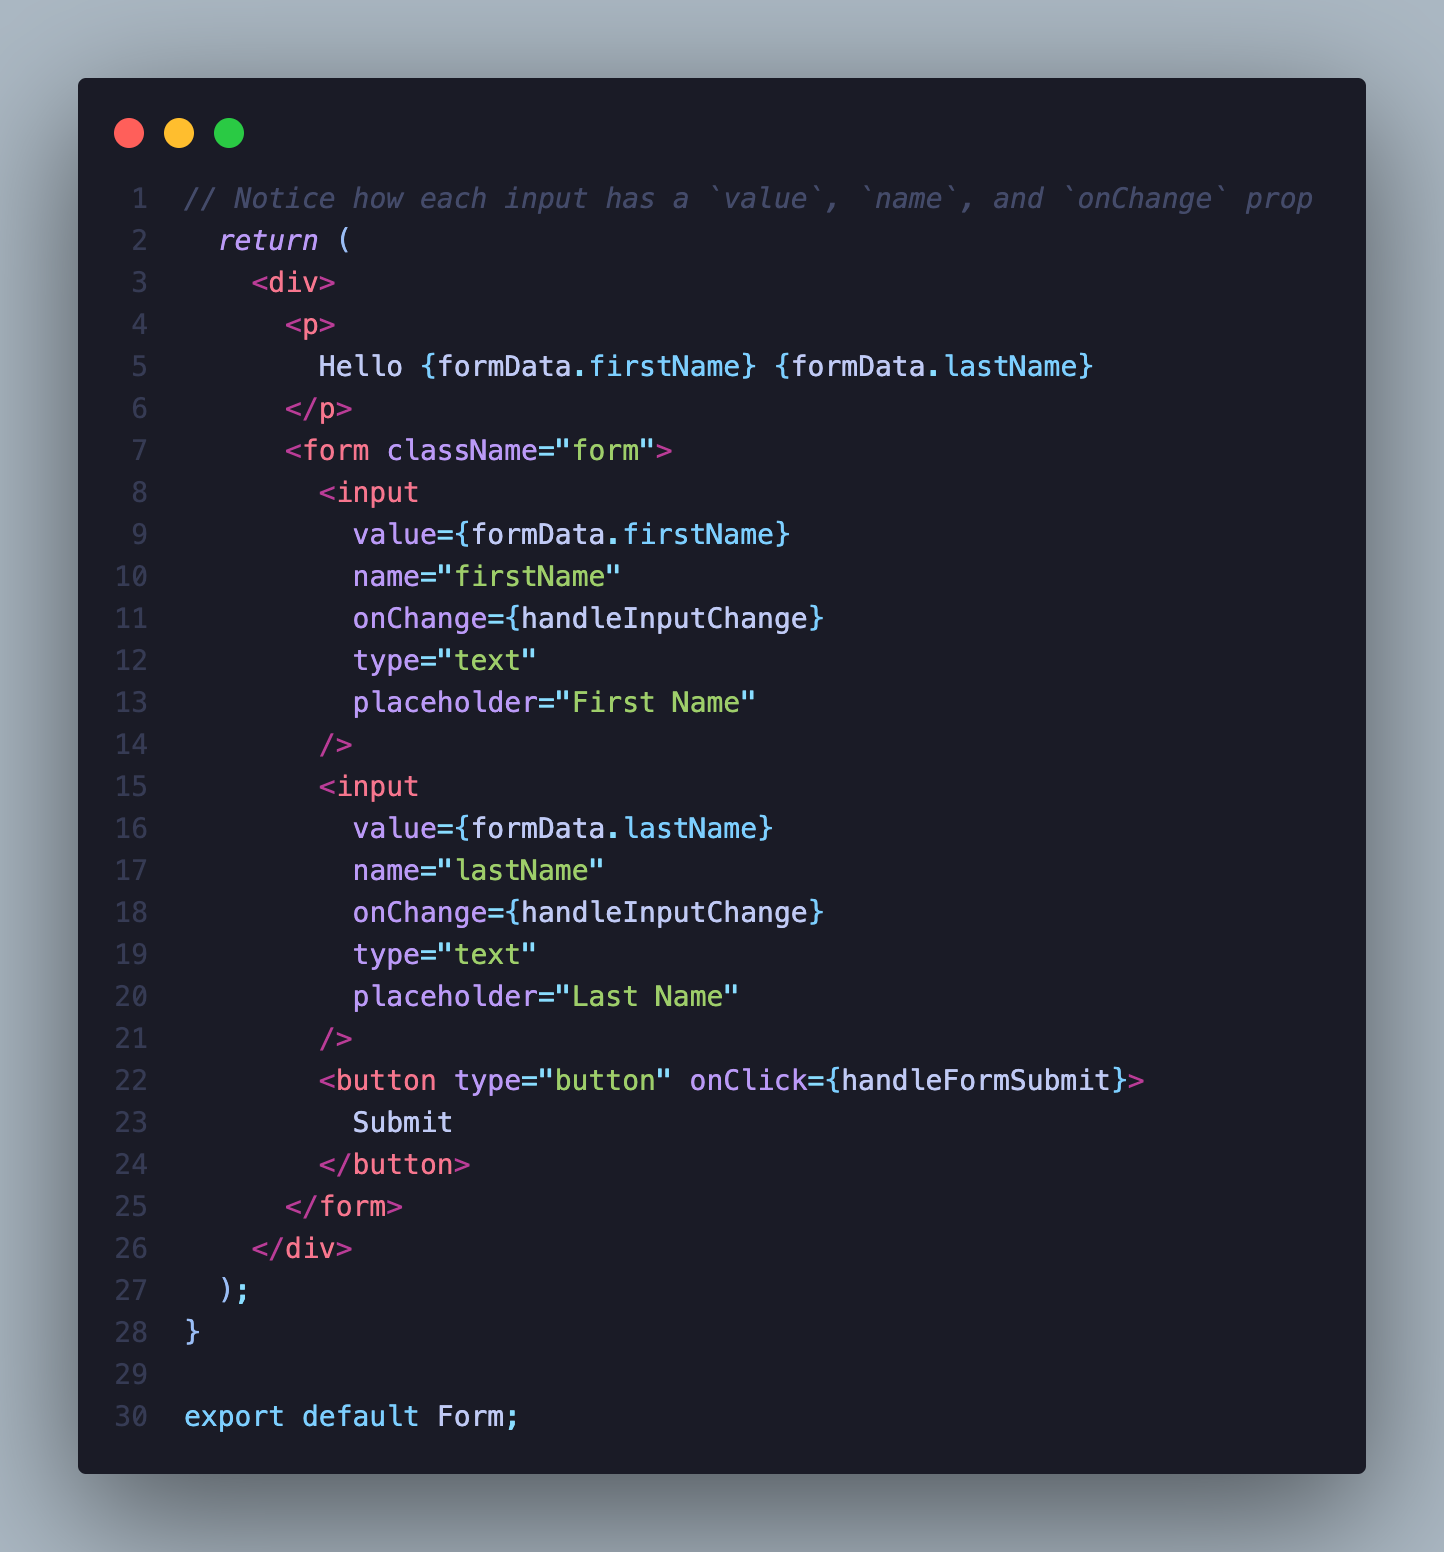 1 // Notice how each input has a `value`, `name`, and `onChange` prop
2   return (
3     <div>
4       <p>
5         Hello {formData.firstName} {formData.lastName}
6       </p>
7       <form className="form">
8         <input
9           value={formData.firstName}
10           name="firstName"
11           onChange={handleInputChange}
12           type="text"
13           placeholder="First Name"
14         />
15         <input
16           value={formData.lastName}
17           name="lastName"
18           onChange={handleInputChange}
19           type="text"
20           placeholder="Last Name"
21         />
22         <button type="button" onClick={handleFormSubmit}>
23           Submit
24         </button>
25       </form>
26     </div>
27   );
28 }
29
30 export default Form;